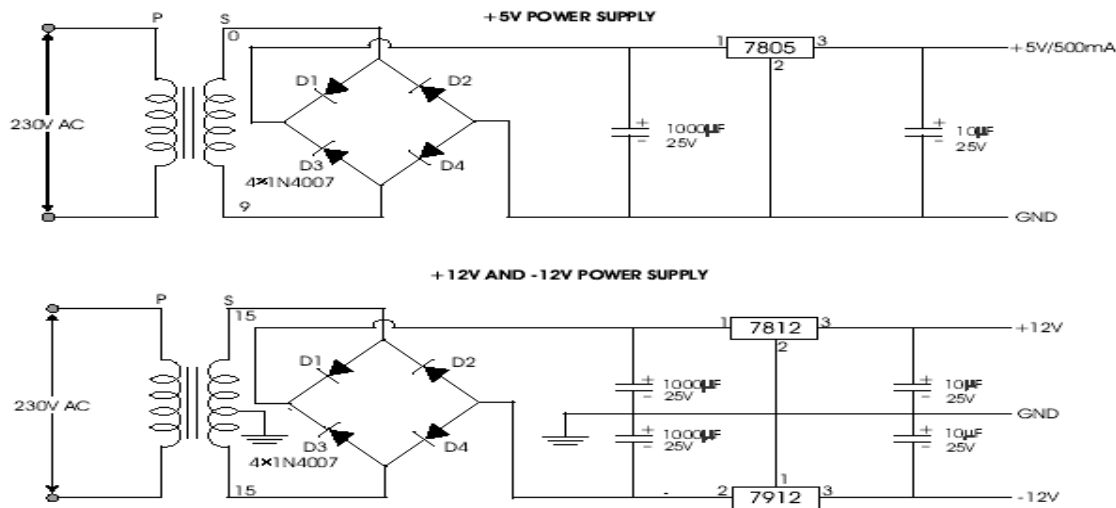 +5V POWER SUPPLY
P S
0
1 7805 3
2
+5V/500mA
D1 D2
230V AC
+ 1000µF
- 25V
+ 10µF
- 25V
D3 D4
4×1N4007
9
GND
+12V AND -12V POWER SUPPLY
P S
15
1 7812 3
2
+12V
D1 D2
+ 1000µF
- 25V
+ 10µF
- 25V
230V AC
GND
+ 1000µF
- 25V
+ 10µF
- 25V
D3 D4
4×1N4007
15
1
2 7912 3
-12V